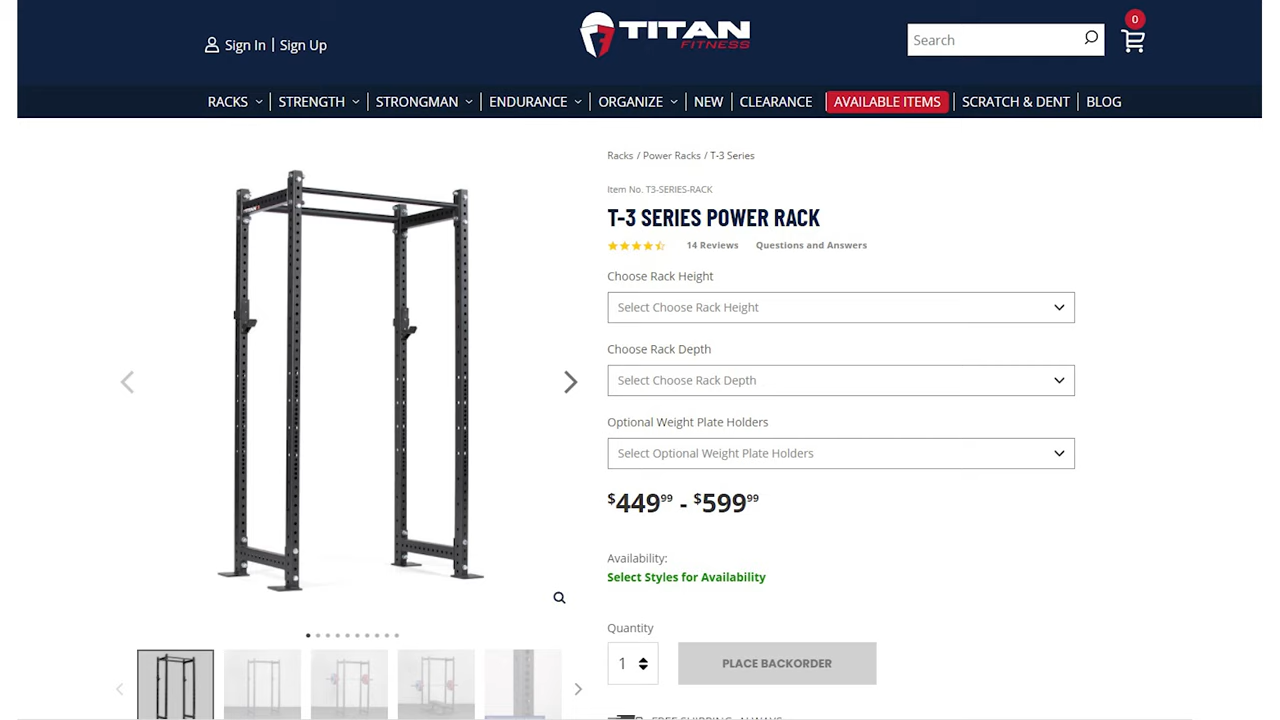 Sign In | Sign Up
TITAN
FITNESS
Search
0
RACKS
STRENGTH
STRONGMAN
ENDURANCE
ORGANIZE
NEW
CLEARANCE
AVAILABLE ITEMS
SCRATCH & DENT
BLOG
Racks / Power Racks / T-3 Series
Item No. T3-SERIES-RACK
T-3 SERIES POWER RACK
14 Reviews
Questions and Answers
Choose Rack Height
Select Choose Rack Height
Choose Rack Depth
Select Choose Rack Depth
Optional Weight Plate Holders
Select Optional Weight Plate Holders
$449.99 - $599.99
Availability:
Select Styles for Availability
Quantity
1
PLACE BACKORDER
FREE SHIPPING, ALWAYS